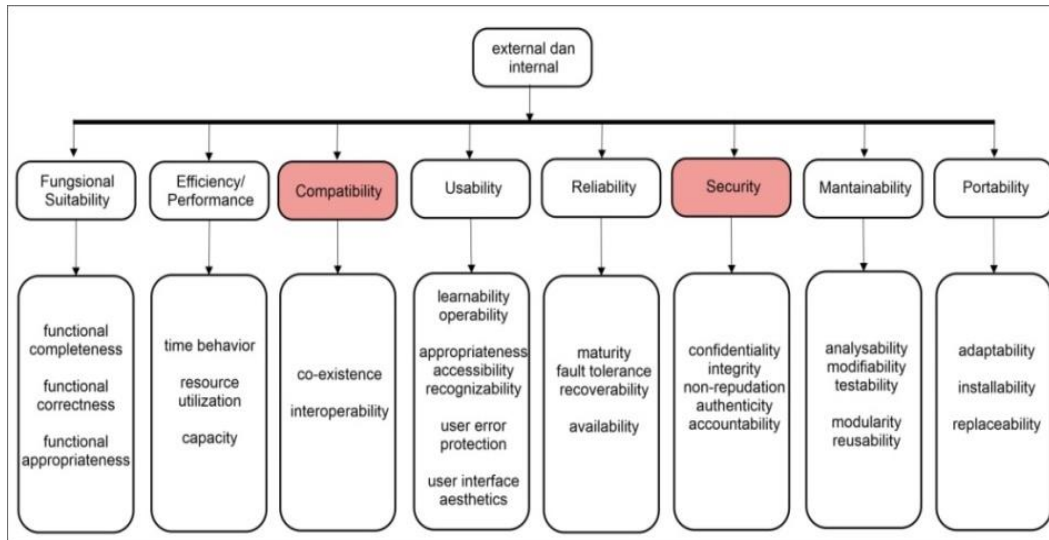 external dan
internal
Fungsional
Suitability
Efficiency/
Performance
Compatibility
Usability
Reliability
Security
Mantainability
Portability
functional
completeness
functional
correctness
functional
appropriateness
time behavior
resource
utilization
capacity
co-existence
interoperability
learnability
operability
appropriateness
accessibility
recognizability
user error
protection
user interface
aesthetics
maturity
fault tolerance
recoverability
availability
confidentiality
integrity
non-repudation
authenticity
accountability
analysability
modifiability
testability
modularity
reusability
adaptability
installability
replaceability